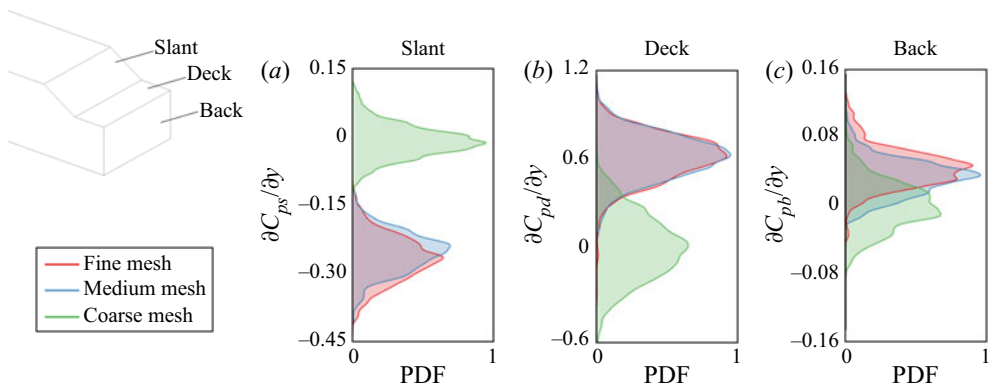 Slant
Deck
Back
Fine mesh
Medium mesh
Coarse mesh
Slant
(a)
0.15
0
–0.15
–0.30
–0.45
∂C_ps/∂y
0
1
PDF
Deck
(b)
1.2
0.6
0
–0.6
∂C_pd/∂y
0
1
PDF
Back
(c)
0.16
0.08
0
–0.08
–0.16
∂C_pb/∂y
0
1
PDF